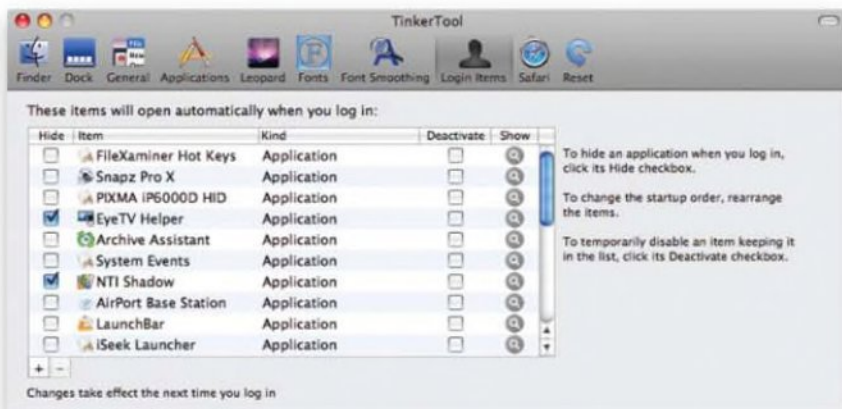 TinkerTool
Finder Dock General Applications Leopard Fonts Font Smoothing Login Items Safari Reset
These items will open automatically when you log in:
Hide Item Kind Deactivate Show
FileXaminer Hot Keys Application
Snapz Pro X Application
PIXMA iP6000D HID Application
EyeTV Helper Application
Archive Assistant Application
System Events Application
NTI Shadow Application
AirPort Base Station Application
LaunchBar Application
iSeek Launcher Application
To hide an application when you log in,
click its Hide checkbox.
To change the startup order, rearrange
the items.
To temporarily disable an item keeping it
in the list, click its Deactivate checkbox.
+ -
Changes take effect the next time you log in